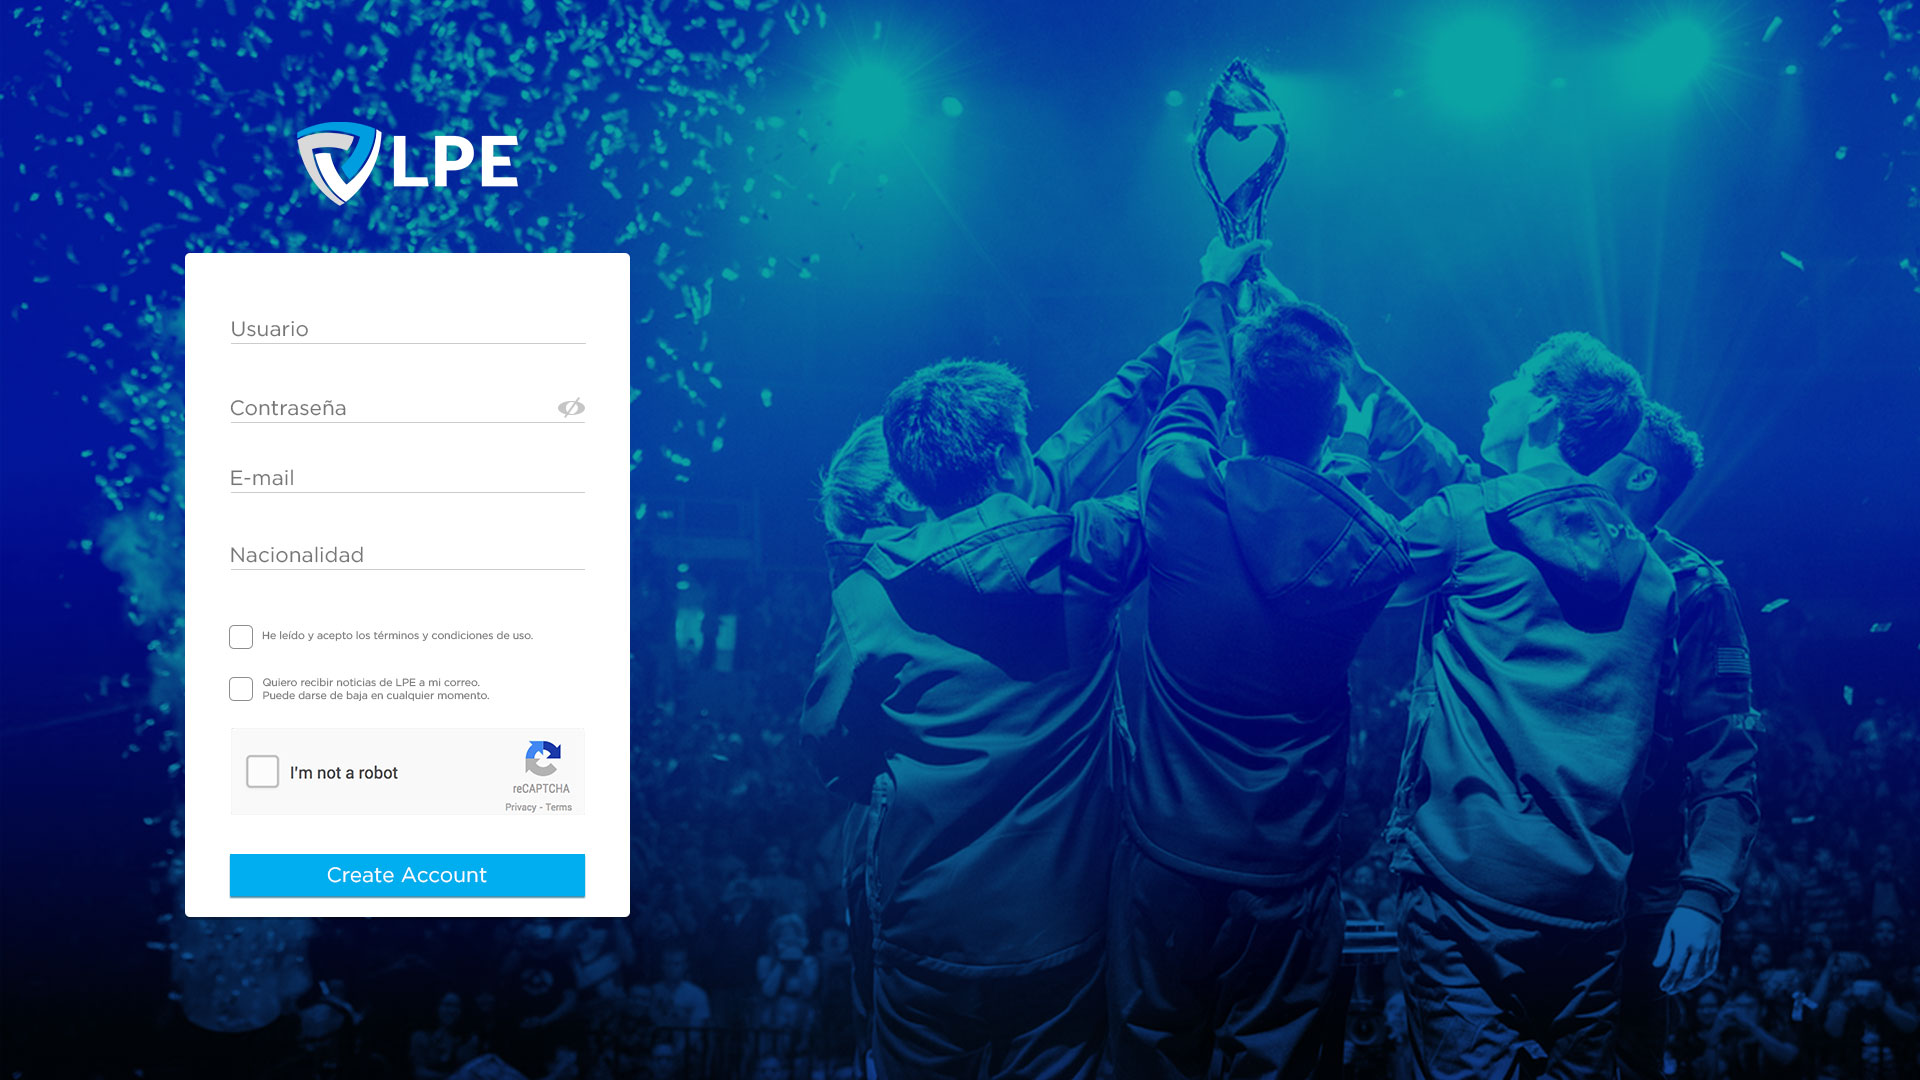 LPE
Usuario
Contraseña
E-mail
Nacionalidad
He leído y acepto los términos y condiciones de uso.
Quiero recibir noticias de LPE a mi correo.
Puede darse de baja en cualquier momento.
I'm not a robot
reCAPTCHA
Privacy - Terms
Create Account